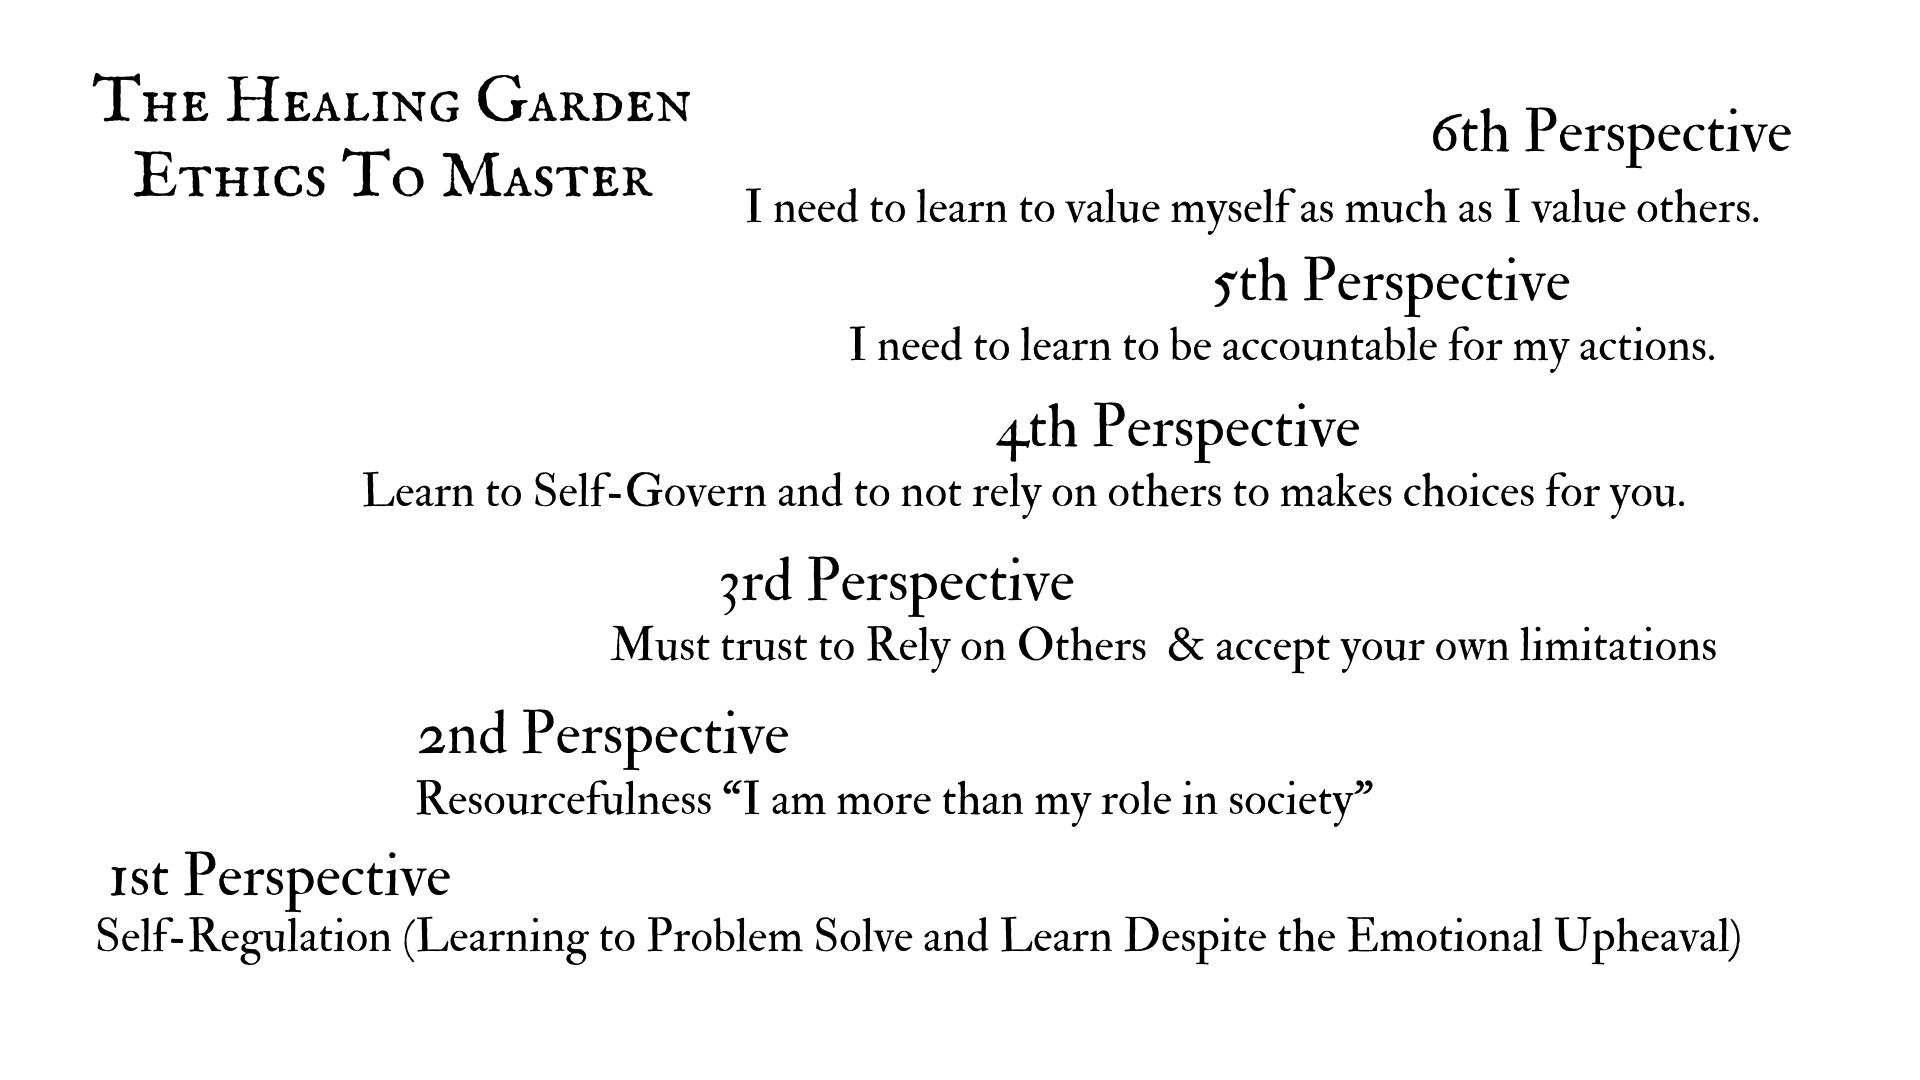 The Healing Garden
Ethics To Master
6th Perspective
I need to learn to value myself as much as I value others.
5th Perspective
I need to learn to be accountable for my actions.
4th Perspective
Learn to Self-Govern and to not rely on others to makes choices for you.
3rd Perspective
Must trust to Rely on Others & accept your own limitations
2nd Perspective
Resourcefulness “I am more than my role in society”
1st Perspective
Self-Regulation (Learning to Problem Solve and Learn Despite the Emotional Upheaval)